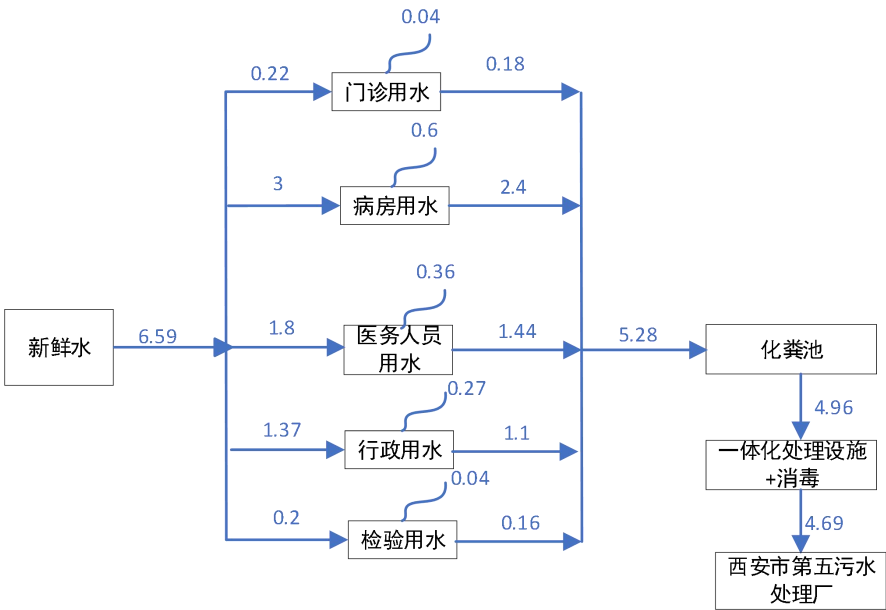 0.04
0.22
门诊用水
0.18
0.6
3
病房用水
2.4
0.36
新鲜水
6.59
1.8
医务人员
用水
1.44
5.28
化粪池
0.27
4.96
1.37
行政用水
1.1
一体化处理设施
+消毒
0.04
0.2
检验用水
0.16
4.69
西安市第五污水
处理厂